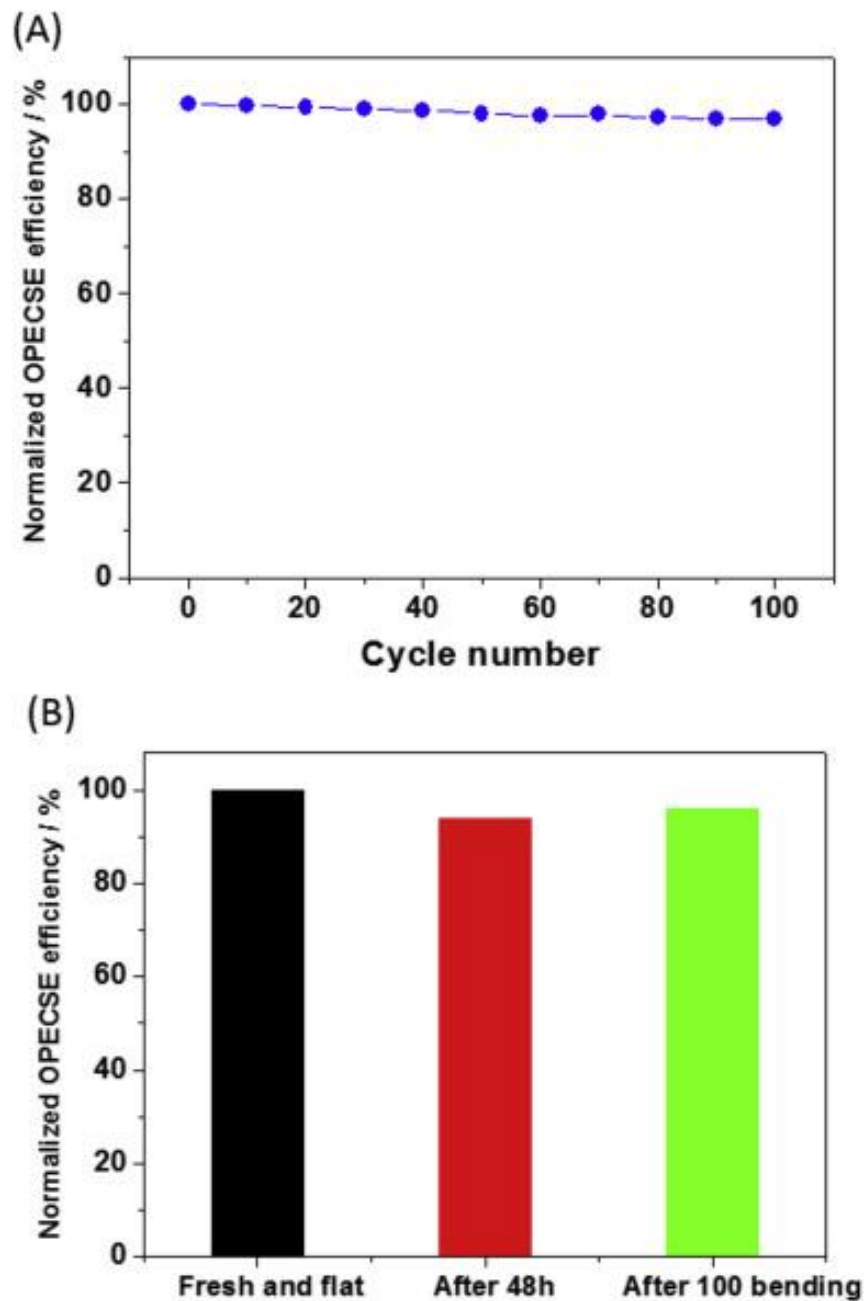 (A)
Normalized OPECSE efficiency / %
100
80
60
40
20
0
0 20 40 60 80 100
Cycle number
(B)
Normalized OPECSE efficiency / %
100
80
60
40
20
0
Fresh and flat After 48h After 100 bending